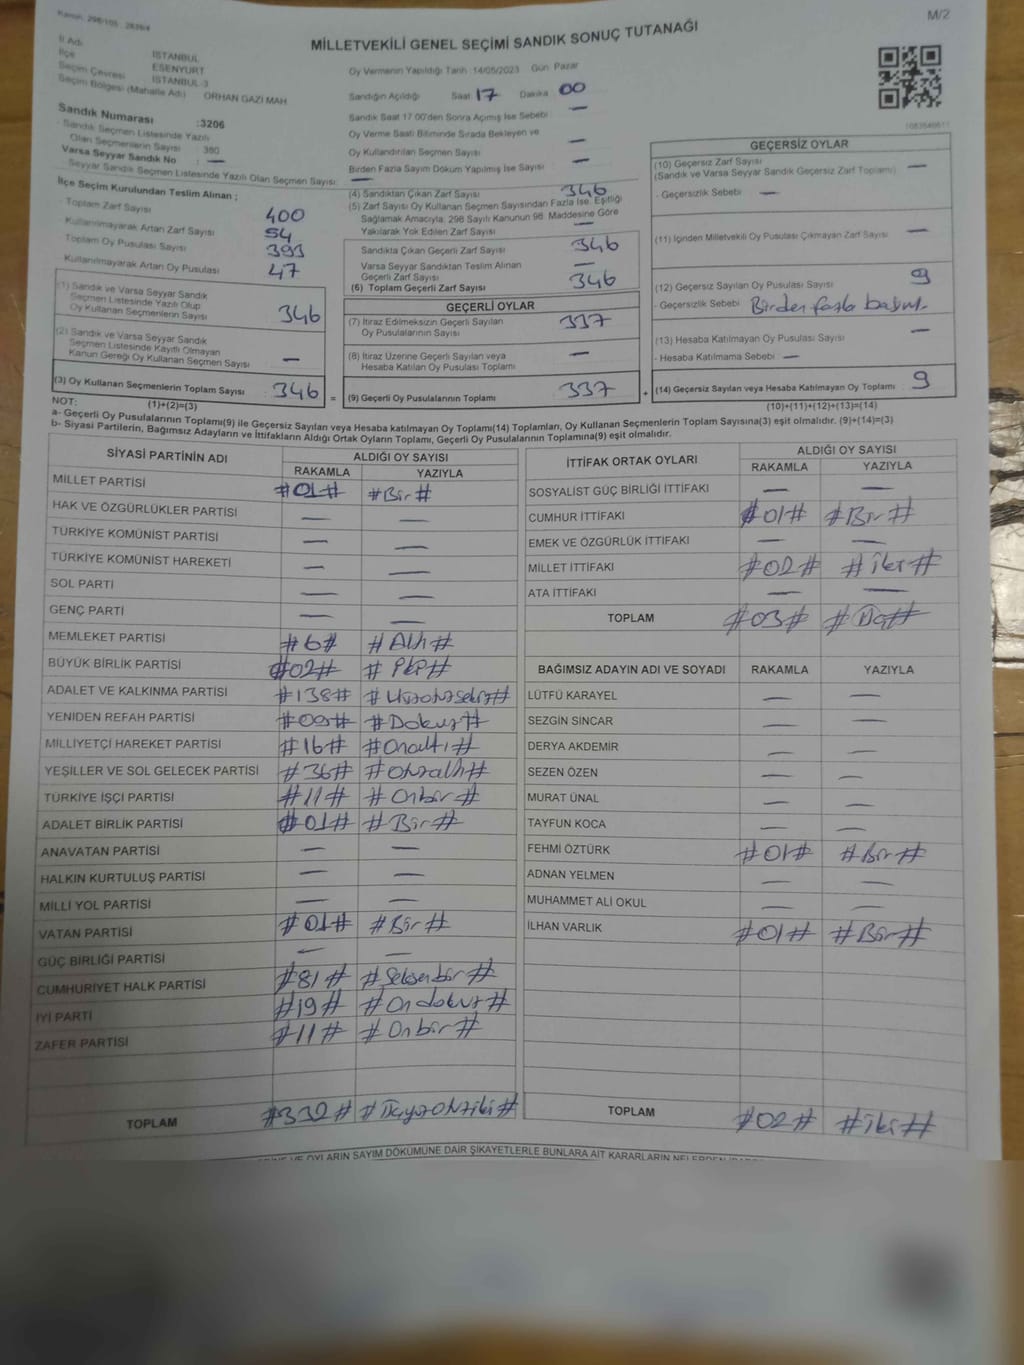 Kanun: 298/105 2839/4
M/2
MİLLETVEKİLİ GENEL SEÇİMİ SANDIK SONUÇ TUTANAĞI
İl Adı İSTANBUL
İlçe ESENYURT
Seçim Çevresi İSTANBUL-3
Seçim Bölgesi (Mahalle Adı) ORHAN GAZİ MAH
Oy Vermenin Yapıldığı Tarih :14/05/2023 Gün: Pazar
Sandığın Açıldığı Saat 17 Dakika 00
Sandık Saat 17.00'den Sonra Açımış İse Sebebi : —
Oy Verme Saati Bitiminde Sırada Bekleyen ve
Oy Kullandırılan Seçmen Sayısı —
Birden Fazla Sayım Döküm Yapılmış İse Sayısı —
Sandık Numarası :3206
- Sandık Seçmen Listesinde Yazılı
Olan Seçmenlerin Sayısı : 380
Varsa Seyyar Sandık No : —
- Seyyar Sandık Seçmen Listesinde Yazılı Olan Seçmen Sayısı: —
İlçe Seçim Kurulundan Teslim Alınan ;
- Toplam Zarf Sayısı 400
- Kullanılmayarak Artan Zarf Sayısı 54
Toplam Oy Pusulası Sayısı 393
- Kullanılmayarak Artan Oy Pusulası 47
(1) Sandık ve Varsa Seyyar Sandık
Seçmen Listesinde Yazılı Olup
Oy Kullanan Seçmenlerin Sayısı 346
(2) Sandık ve Varsa Seyyar Sandık
Seçmen Listesinde Kayıtlı Olmayan
Kanun Gereği Oy Kullanan Seçmen Sayısı —
(3) Oy Kullanan Seçmenlerin Toplam Sayısı 346 =
(4) Sandıktan Çıkan Zarf Sayısı 346
(5) Zarf Sayısı Oy Kullanan Seçmen Sayısından Fazla İse, Eşitliği
Sağlamak Amacıyla, 298 Sayılı Kanunun 98. Maddesine Göre
Yakılarak Yok Edilen Zarf Sayısı —
Sandıkta Çıkan Geçerli Zarf Sayısı 346
Varsa Seyyar Sandıktan Teslim Alınan
Geçerli Zarf Sayısı —
(6) Toplam Geçerli Zarf Sayısı 346
GEÇERLİ OYLAR
(7) İtiraz Edilmeksizin Geçerli Sayılan
Oy Pusulalarının Sayısı 337
(8) İtiraz Üzerine Geçerli Sayılan veya
Hesaba Katılan Oy Pusulası Toplamı —
(9) Geçerli Oy Pusulalarının Toplamı 337 +
1083646611
GEÇERSİZ OYLAR
(10) Geçersiz Zarf Sayısı —
(Sandık ve Varsa Seyyar Sandık Geçersiz Zarf Toplamı)
- Geçersizlik Sebebi : —
(11) İçinden Milletvekili Oy Pusulası Çıkmayan Zarf Sayısı —
(12) Geçersiz Sayılan Oy Pusulası Sayısı 9
- Geçersizlik Sebebi : Birden fazla basım
(13) Hesaba Katılmayan Oy Pusulası Sayısı —
- Hesaba Katılmama Sebebi : —
(14) Geçersiz Sayılan veya Hesaba Katılmayan Oy Toplamı 9
NOT: (1)+(2)=(3) (10)+(11)+(12)+(13)=(14)
a- Geçerli Oy Pusulalarının Toplamı(9) ile Geçersiz Sayılan veya Hesaba katılmayan Oy Toplamı(14) Toplamları, Oy Kullanan Seçmenlerin Toplam Sayısına(3) eşit olmalıdır. (9)+(14)=(3)
b- Siyasi Partilerin, Bağımsız Adayların ve İttifakların Aldığı Ortak Oyların Toplamı, Geçerli Oy Pusulalarının Toplamına(9) eşit olmalıdır.
SİYASİ PARTİNİN ADI ALDIĞI OY SAYISI
RAKAMLA YAZIYLA
MİLLET PARTİSİ #01# #Bir#
HAK VE ÖZGÜRLÜKLER PARTİSİ — —
TÜRKİYE KOMÜNİST PARTİSİ — —
TÜRKİYE KOMÜNİST HAREKETİ — —
SOL PARTİ — —
GENÇ PARTİ — —
MEMLEKET PARTİSİ #6# #Altı#
BÜYÜK BİRLİK PARTİSİ #02#
ADALET VE KALKINMA PARTİSİ #138# #Yüzotuzsekiz#
YENİDEN REFAH PARTİSİ #09# #Dokuz#
MİLLİYETÇİ HAREKET PARTİSİ #16# #Onaltı#
YEŞİLLER VE SOL GELECEK PARTİSİ #36# #Otuzaltı#
TÜRKİYE İŞÇİ PARTİSİ #11# #Onbir#
ADALET BİRLİK PARTİSİ #01# #Bir#
ANAVATAN PARTİSİ — —
HALKIN KURTULUŞ PARTİSİ — —
MİLLİ YOL PARTİSİ — —
VATAN PARTİSİ #01# #Bir#
GÜÇ BİRLİĞİ PARTİSİ — —
CUMHURİYET HALK PARTİSİ #81# #Seksenbir#
İYİ PARTİ #19# #Ondokuz#
ZAFER PARTİSİ #11# #Onbir#
TOPLAM #332# #Üçyüzotuziki#
İTTİFAK ORTAK OYLARI ALDIĞI OY SAYISI
RAKAMLA YAZIYLA
SOSYALİST GÜÇ BİRLİĞİ İTTİFAKI — —
CUMHUR İTTİFAKI #01# #Bir#
EMEK VE ÖZGÜRLÜK İTTİFAKI — —
MİLLET İTTİFAKI #02# #İki#
ATA İTTİFAKI — —
TOPLAM #03# #Üç#
BAĞIMSIZ ADAYIN ADI VE SOYADI RAKAMLA YAZIYLA
LÜTFÜ KARAYEL — —
SEZGİN SİNCAR — —
DERYA AKDEMİR — —
SEZEN ÖZEN — —
MURAT ÜNAL — —
TAYFUN KOCA — —
FEHMİ ÖZTÜRK #01# #Bir#
ADNAN YELMEN — —
MUHAMMET ALİ OKUL — —
İLHAN VARLIK #01# #Bir#
TOPLAM #02# #İki#
VE OYLARIN SAYIM DÖKÜMÜNE DAİR ŞİKAYETLERLE BUNLARA AİT KARARLARIN NELERDEN